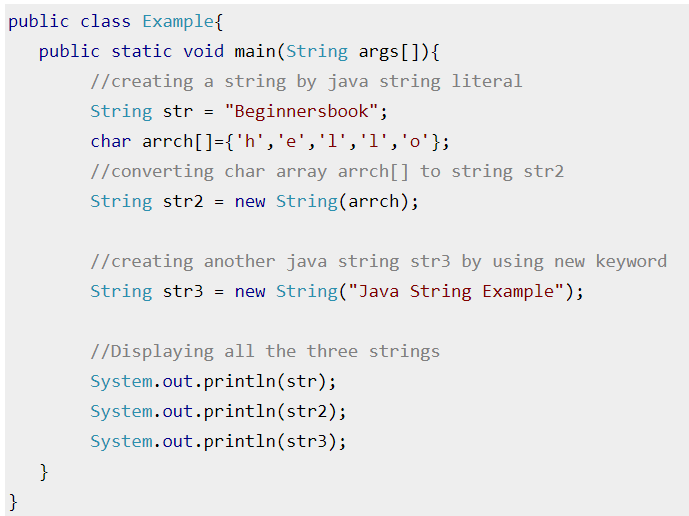 public class Example{
public static void main(String args[]){
//creating a string by java string literal
String str = "Beginnersbook";
char arrch[]={'h','e','l','l','o'};
//converting char array arrch[] to string str2
String str2 = new String(arrch);
//creating another java string str3 by using new keyword
String str3 = new String("Java String Example");
//Displaying all the three strings
System.out.println(str);
System.out.println(str2);
System.out.println(str3);
}
}